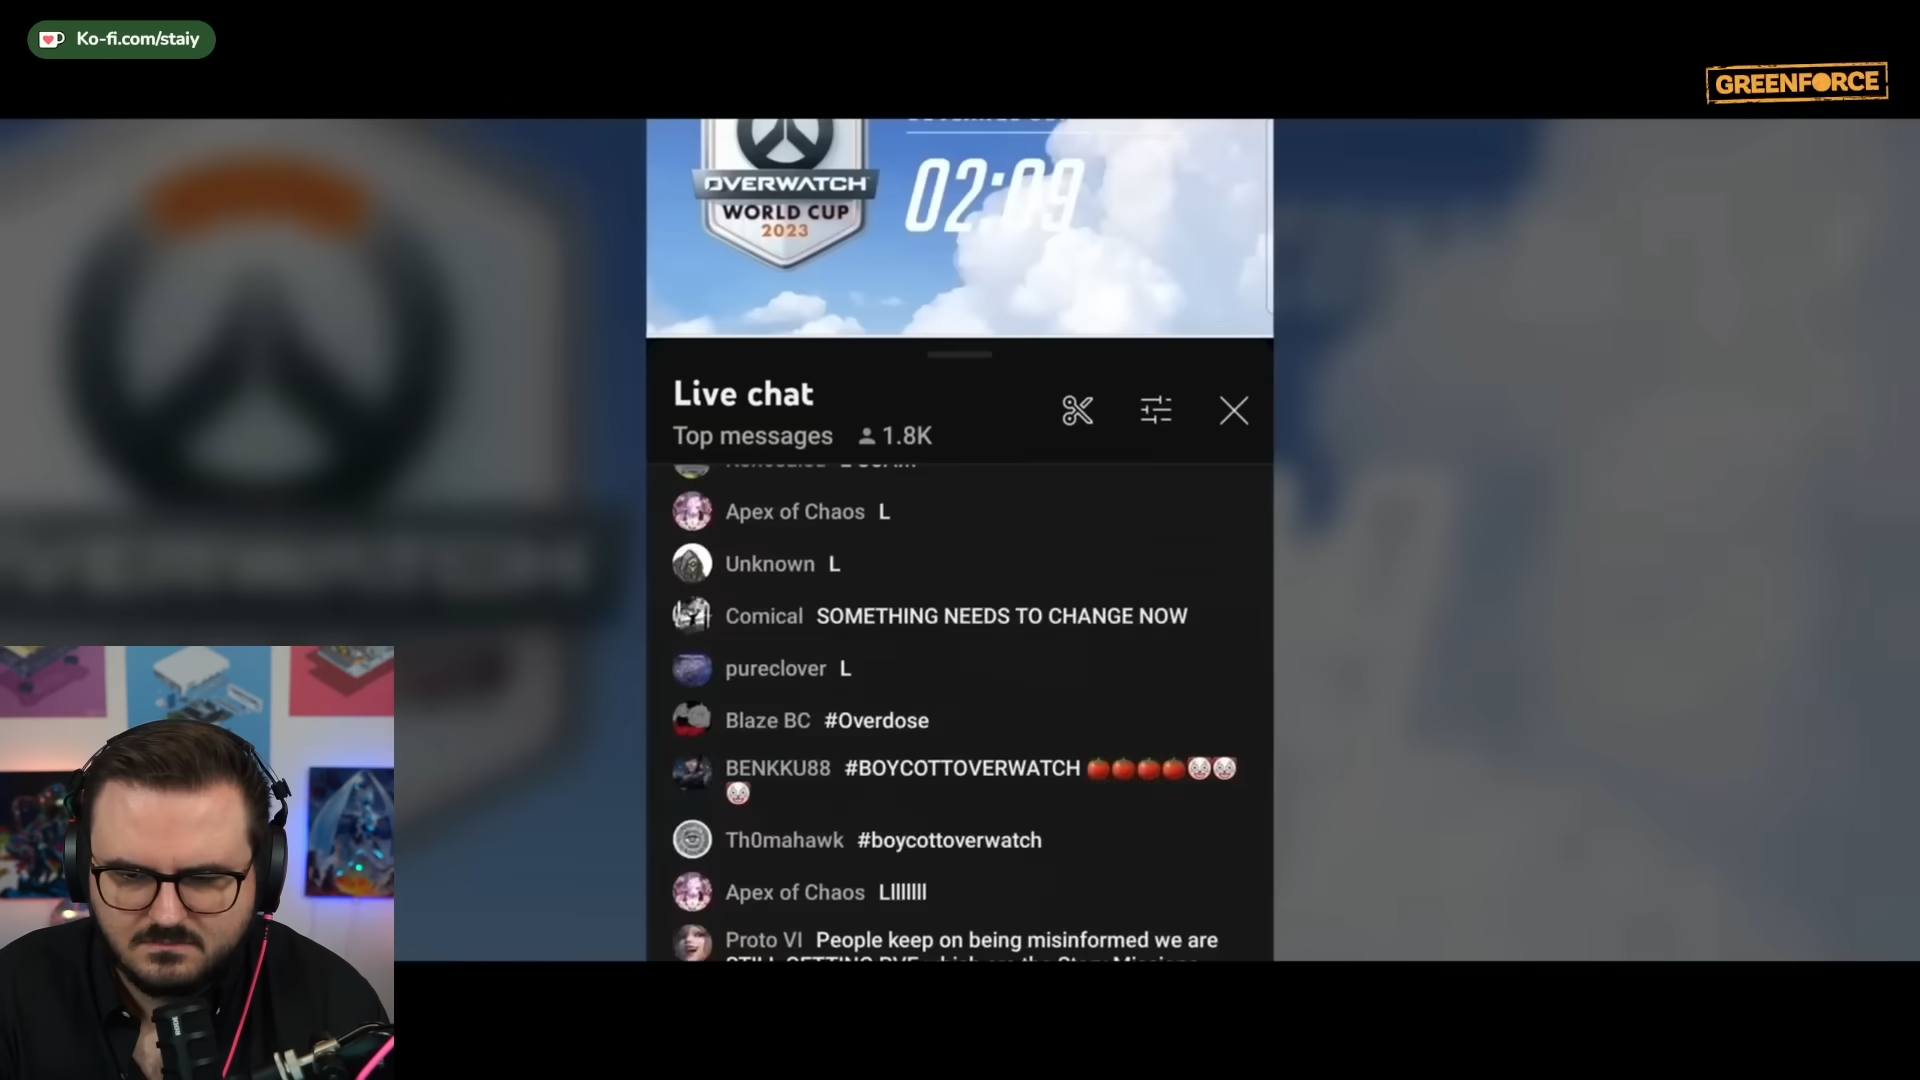 Ko-fi.com/staiy
GREENFORCE
OVERWATCH
WORLD CUP
2023
02:09
Live chat
Top messages 1.8K
Apex of Chaos L
Unknown L
Comical SOMETHING NEEDS TO CHANGE NOW
pureclover L
Blaze BC #Overdose
BENKKU88 #BOYCOTTOVERWATCH 🍅🍅🍅🍅🤡🤡
🤡
Th0mahawk #boycottoverwatch
Apex of Chaos Lllllllll
Proto VI People keep on being misinformed we are